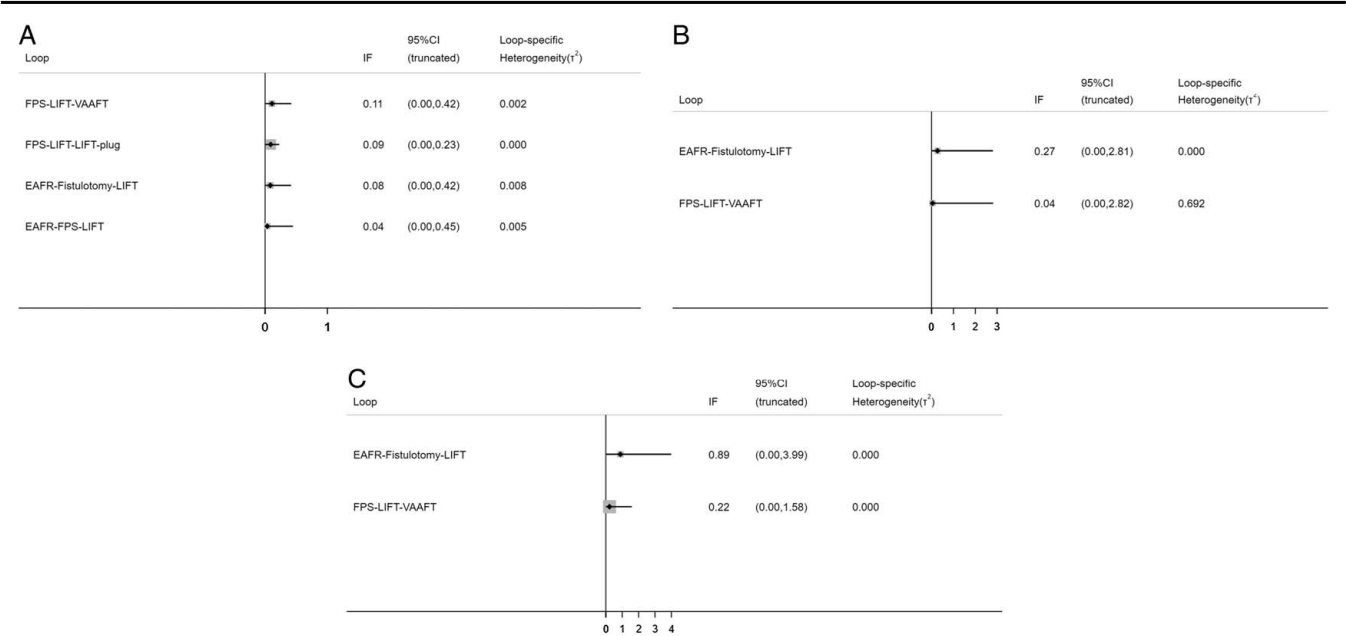 A
95%CI Loop-specific
Loop IF (truncated) Heterogeneity(τ²)
FPS-LIFT-VAAFT 0.11 (0.00,0.42) 0.002
FPS-LIFT-LIFT-plug 0.09 (0.00,0.23) 0.000
EAFR-Fistulotomy-LIFT 0.08 (0.00,0.42) 0.008
EAFR-FPS-LIFT 0.04 (0.00,0.45) 0.005
0 1
B
95%CI Loop-specific
Loop IF (truncated) Heterogeneity(τ²)
EAFR-Fistulotomy-LIFT 0.27 (0.00,2.81) 0.000
FPS-LIFT-VAAFT 0.04 (0.00,2.82) 0.692
0 1 2 3
C
95%CI Loop-specific
Loop IF (truncated) Heterogeneity(τ²)
EAFR-Fistulotomy-LIFT 0.89 (0.00,3.99) 0.000
FPS-LIFT-VAAFT 0.22 (0.00,1.58) 0.000
0 1 2 3 4